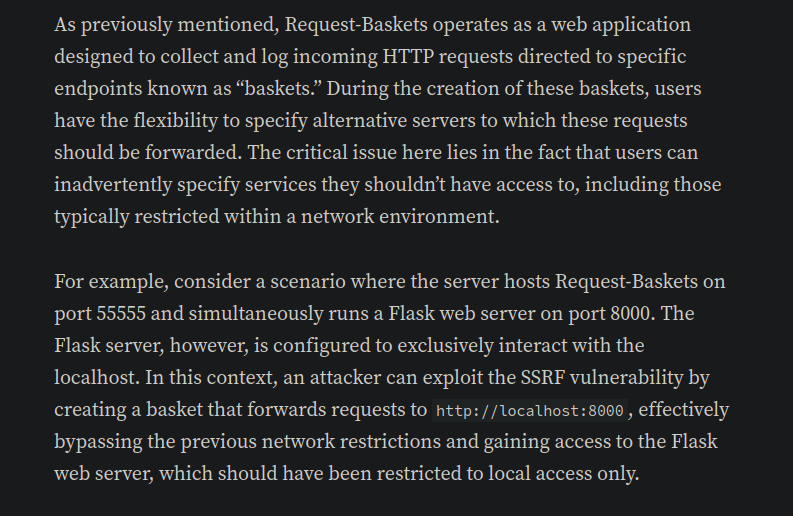 As previously mentioned, Request-Baskets operates as a web application
designed to collect and log incoming HTTP requests directed to specific
endpoints known as “baskets.” During the creation of these baskets, users
have the flexibility to specify alternative servers to which these requests
should be forwarded. The critical issue here lies in the fact that users can
inadvertently specify services they shouldn’t have access to, including those
typically restricted within a network environment.
For example, consider a scenario where the server hosts Request-Baskets on
port 55555 and simultaneously runs a Flask web server on port 8000. The
Flask server, however, is configured to exclusively interact with the
localhost. In this context, an attacker can exploit the SSRF vulnerability by
creating a basket that forwards requests to http://localhost:8000, effectively
bypassing the previous network restrictions and gaining access to the Flask
web server, which should have been restricted to local access only.